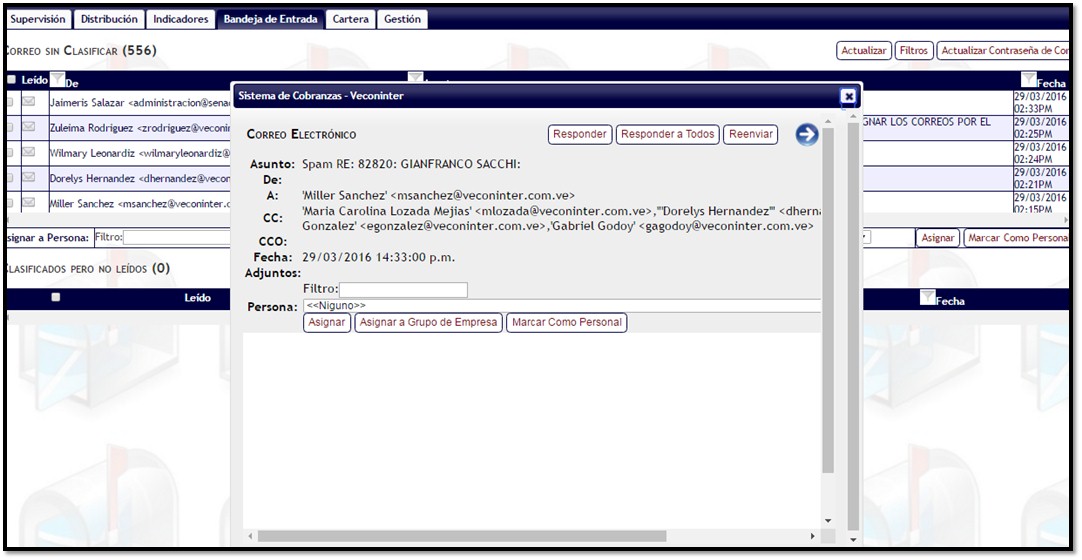 Supervisión Distribución Indicadores Bandeja de Entrada Cartera Gestión
CORREO SIN CLASIFICAR (556) Actualizar Filtros Actualizar Contraseña de Cor
Leído De Fecha
Jaimeris Salazar <administracion@senac 29/03/2016
02:33PM
Zuleima Rodriguez <zrodriguez@veconin GNAR LOS CORREOS POR EL 29/03/2016
02:25PM
Wilmary Leonardiz <wilmaryleonardiz@ 29/03/2016
02:24PM
Dorelys Hernandez <dhernandez@vecon 29/03/2016
02:21PM
Miller Sanchez <msanchez@veconinter.c 29/03/2016
02:15PM
Asignar a Persona: Filtro: Asignar Marcar Como Persona
CLASIFICADOS PERO NO LEÍDOS (0)
Leído Fecha
Sistema de Cobranzas - Veconinter
CORREO ELECTRÓNICO Responder Responder a Todos Reenviar
Asunto: Spam RE: 82820: GIANFRANCO SACCHI:
De:
A: 'Miller Sanchez' <msanchez@veconinter.com.ve>
CC: 'Maria Carolina Lozada Mejias' <mlozada@veconinter.com.ve>,"'Dorelys Hernandez'" <dherna
Gonzalez' <egonzalez@veconinter.com.ve>,'Gabriel Godoy' <gagodoy@veconinter.com.ve>
CCO:
Fecha: 29/03/2016 14:33:00 p.m.
Adjuntos:
Filtro:
Persona: <<Niguno>>
Asignar Asignar a Grupo de Empresa Marcar Como Personal